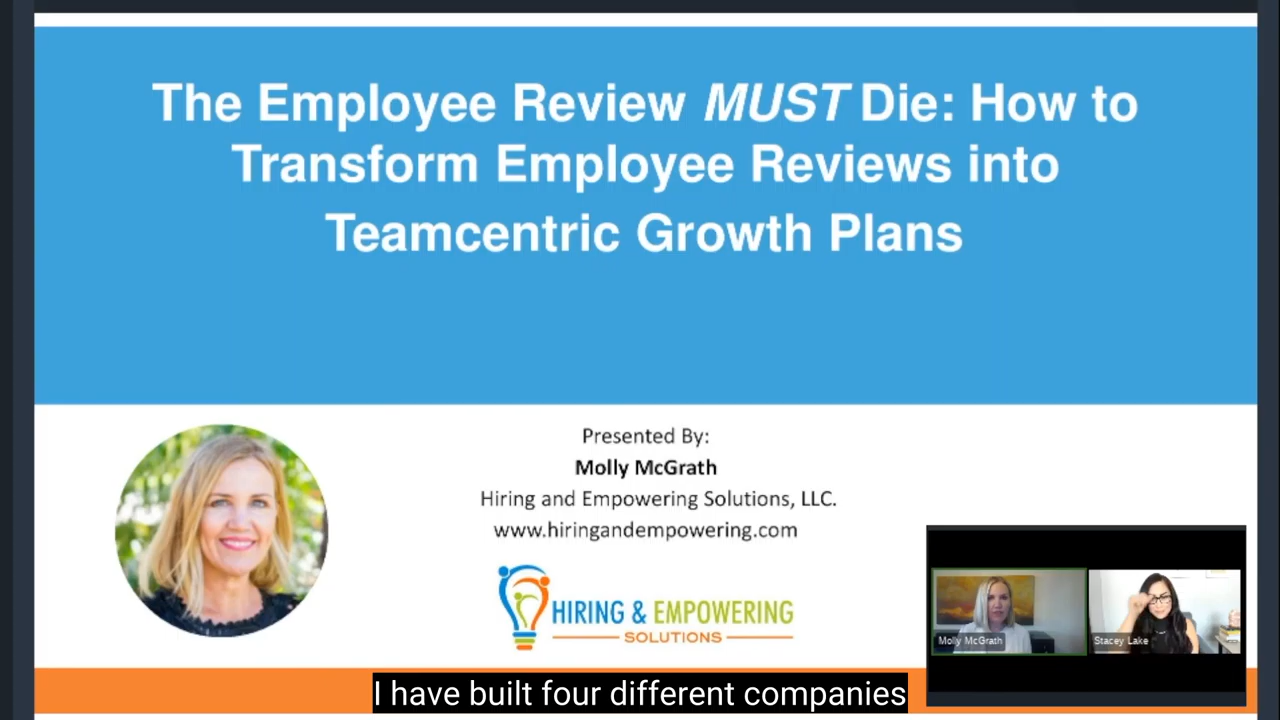 The Employee Review MUST Die: How to
Transform Employee Reviews into
Teamcentric Growth Plans
Presented By:
Molly McGrath
Hiring and Empowering Solutions, LLC.
www.hiringandempowering.com
HIRING & EMPOWERING
SOLUTIONS
Molly McGrath
Stacey Lake
I have built four different companies